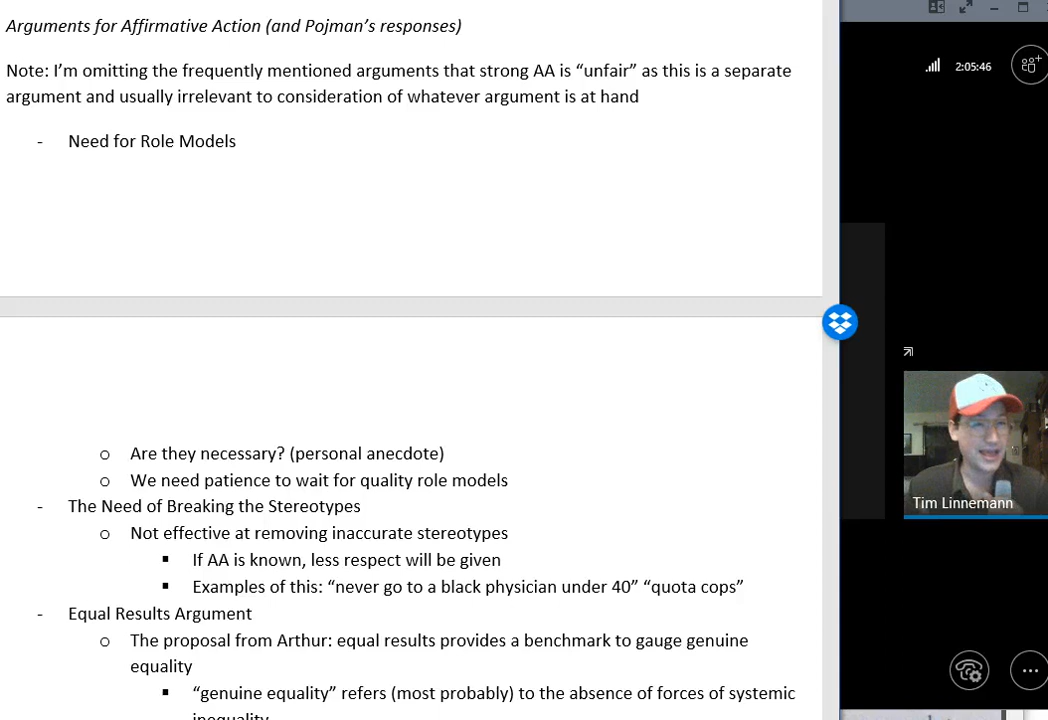 Arguments for Affirmative Action (and Pojman's responses)
Note: I'm omitting the frequently mentioned arguments that strong AA is “unfair” as this is a separate
argument and usually irrelevant to consideration of whatever argument is at hand
- Need for Role Models
o Are they necessary? (personal anecdote)
o We need patience to wait for quality role models
- The Need of Breaking the Stereotypes
o Not effective at removing inaccurate stereotypes
▪ If AA is known, less respect will be given
▪ Examples of this: “never go to a black physician under 40” “quota cops”
- Equal Results Argument
o The proposal from Arthur: equal results provides a benchmark to gauge genuine
equality
▪ “genuine equality” refers (most probably) to the absence of forces of systemic
inequality
2:05:46
Tim Linnemann